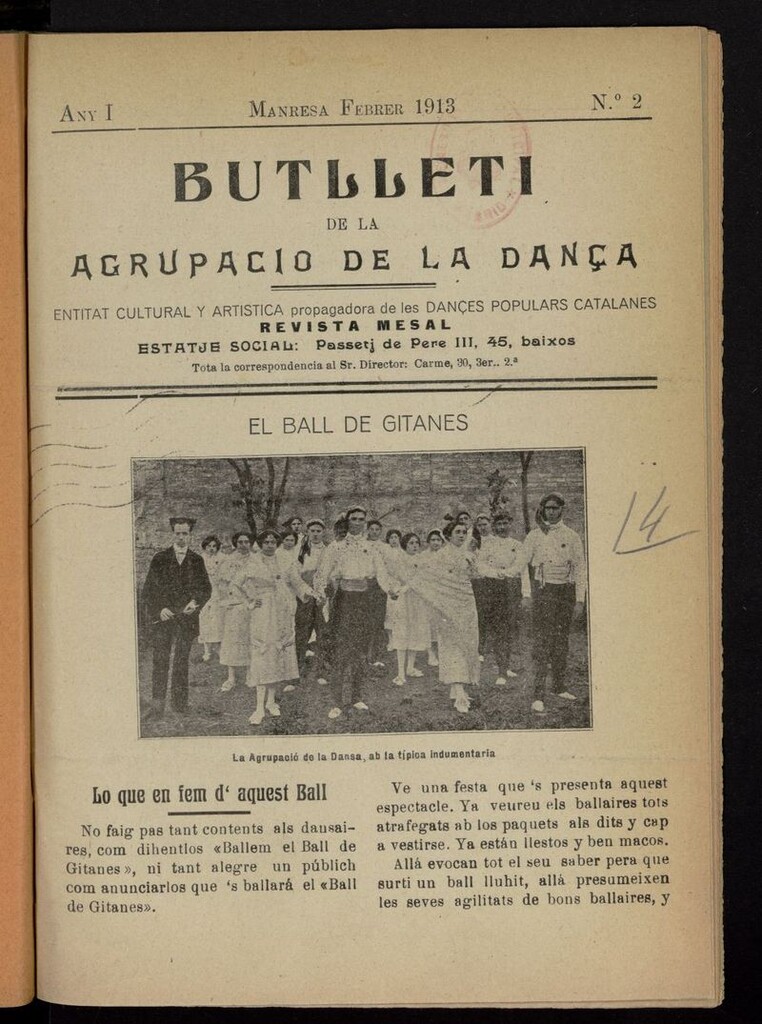 ANY I MANRESA FEBRER 1913 N.º 2
BUTLLETI
DE LA
AGRUPACIO DE LA DANÇA
ENTITAT CULTURAL Y ARTISTICA propagadora de les DANÇES POPULARS CATALANES
REVISTA MESAL
ESTATJE SOCIAL: Passetj de Pere III, 45, baixos
Tota la correspondencia al Sr. Director: Carme, 30, 3er.. 2.ª
EL BALL DE GITANES
14
La Agrupació de la Dansa, ab la típica indumentaria
Lo que en fem d' aquest Ball
No faig pas tant contents als dansai-
res, com dihentlos «Ballem el Ball de
Gitanes», ni tant alegre un públich
com anunciarlos que 's ballará el «Ball
de Gitanes».
Ve una festa que 's presenta aquest
espectacle. Ya veureu els ballaires tots
atrafegats ab los paquets als dits y cap
a vestirse. Ya están llestos y ben macos.
Allá evocan tot el seu saber pera que
surti un ball lluhit, allá presumeixen
les seves agilitats de bons ballaires, y